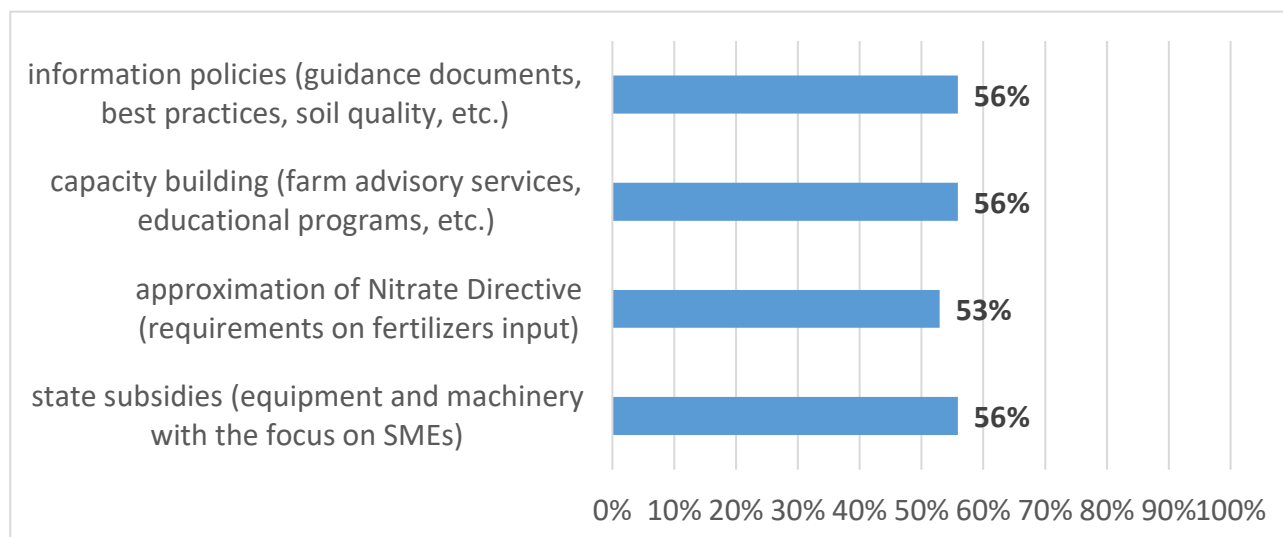 information policies (guidance documents,
best practices, soil quality, etc.)
56%
capacity building (farm advisory services,
educational programs, etc.)
56%
approximation of Nitrate Directive
(requirements on fertilizers input)
53%
state subsidies (equipment and machinery
with the focus on SMEs)
56%
0% 10% 20% 30% 40% 50% 60% 70% 80% 90% 100%